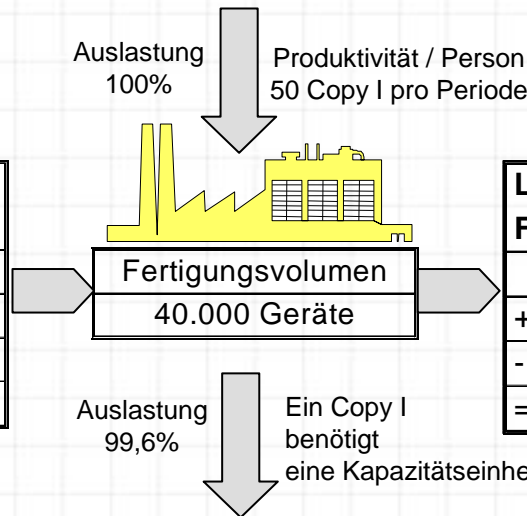 Auslastung
100%
Produktivität / Person
50 Copy I pro Periode
Fertigungsvolumen
40.000 Geräte
+
-
=
Auslastung
99,6%
Ein Copy I
benötigt
eine Kapazitätseinhe